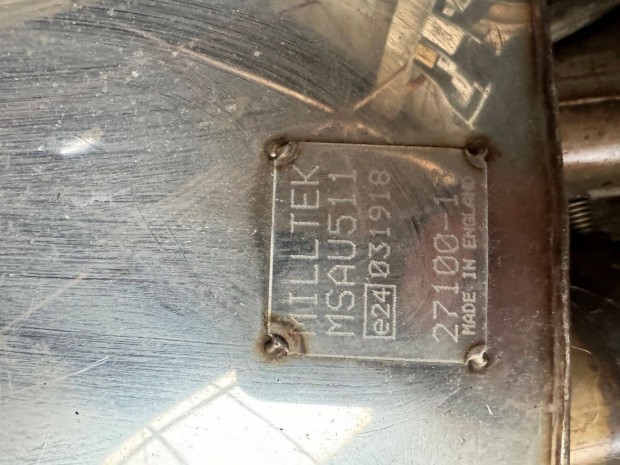 MILLTEK
MSAU511
e24 031918
27100-1
MADE IN ENGLAND